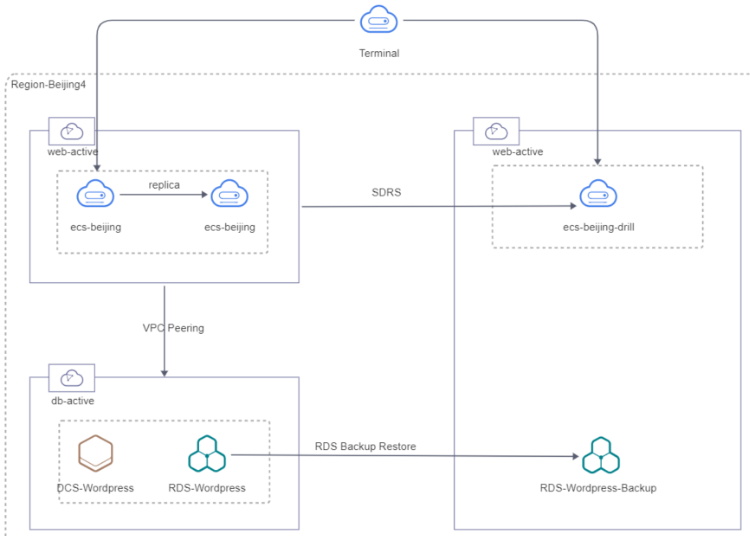 Terminal
Region-Beijing4
web-active
web-active
replica
SDRS
ecs-beijing
ecs-beijing
ecs-beijing-drill
VPC Peering
db-active
RDS Backup Restore
DCS-Wordpress
RDS-Wordpress
RDS-Wordpress-Backup